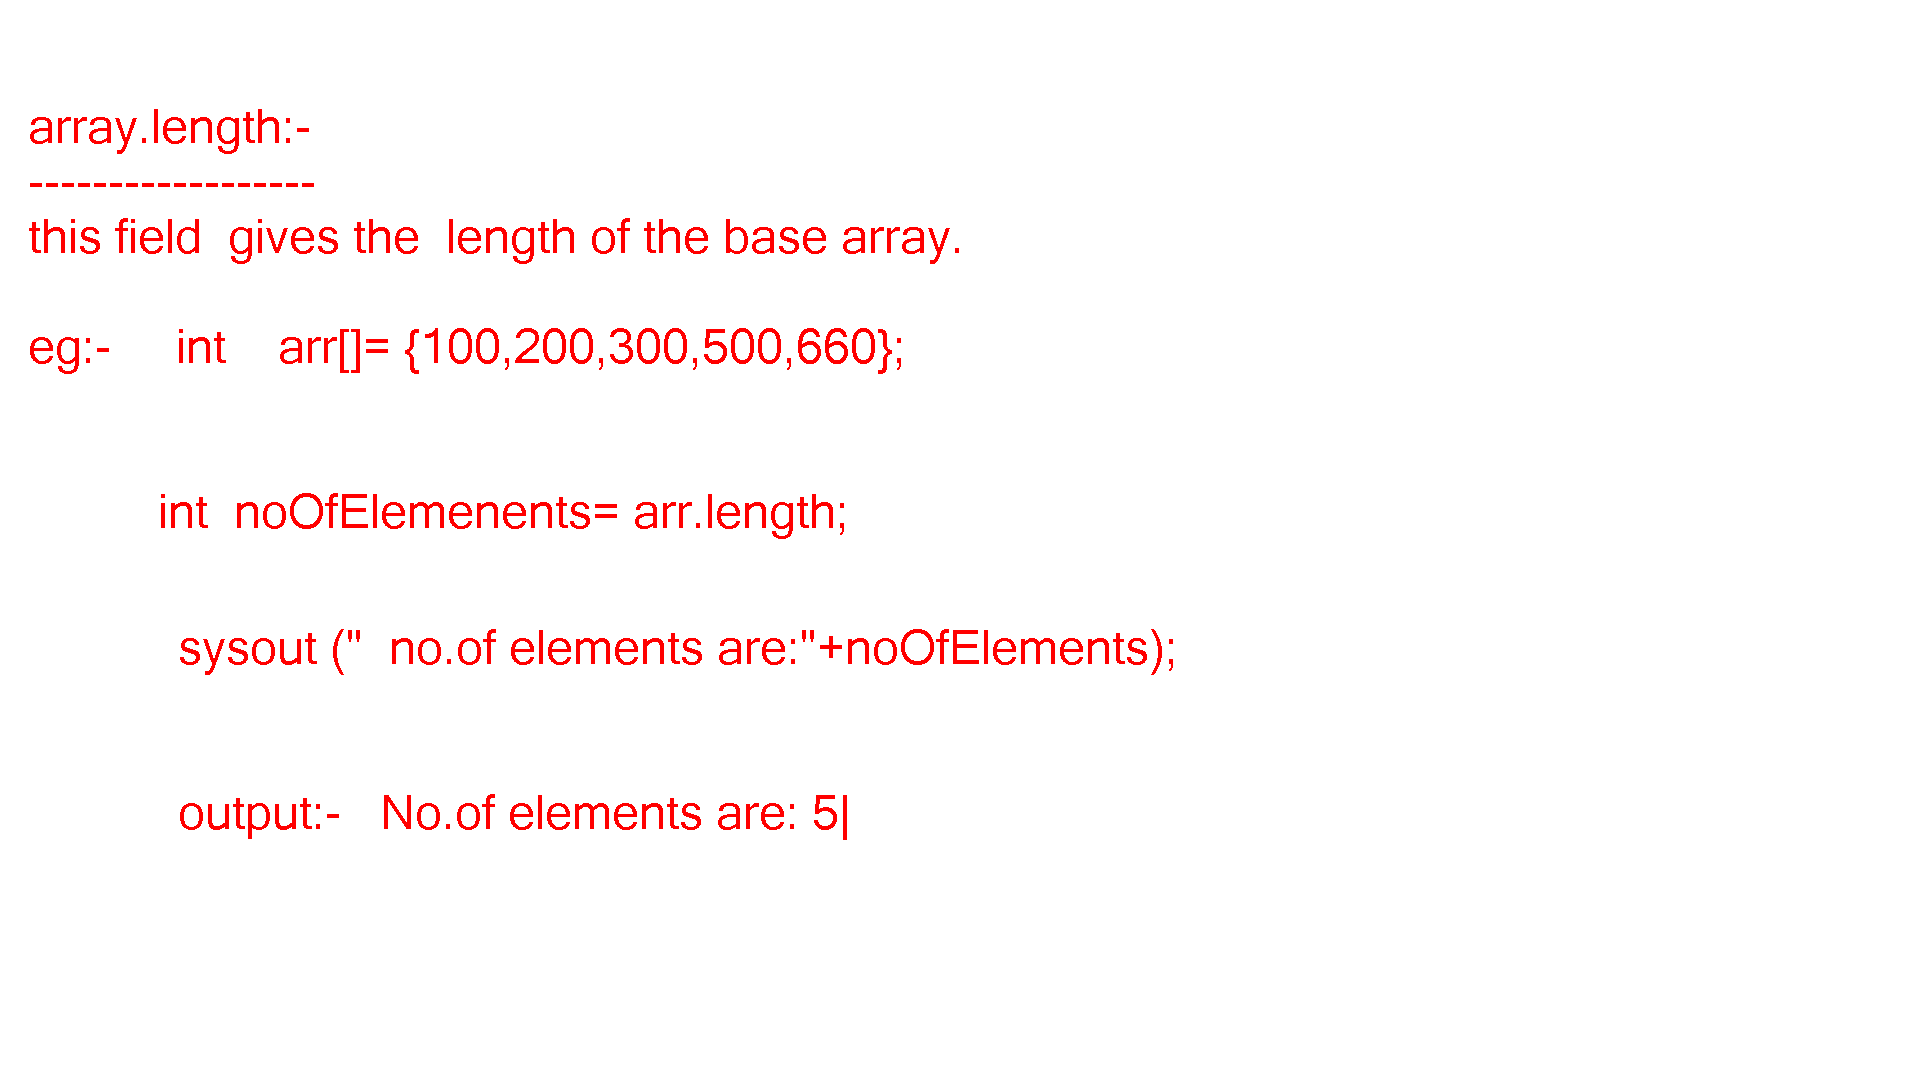 array.length:-
------------------
this field  gives the  length of the base array.
eg:-     int    arr[]= {100,200,300,500,660};
int  noOfElemenents= arr.length;
sysout ("  no.of elements are:"+noOfElements);
output:-   No.of elements are: 5|